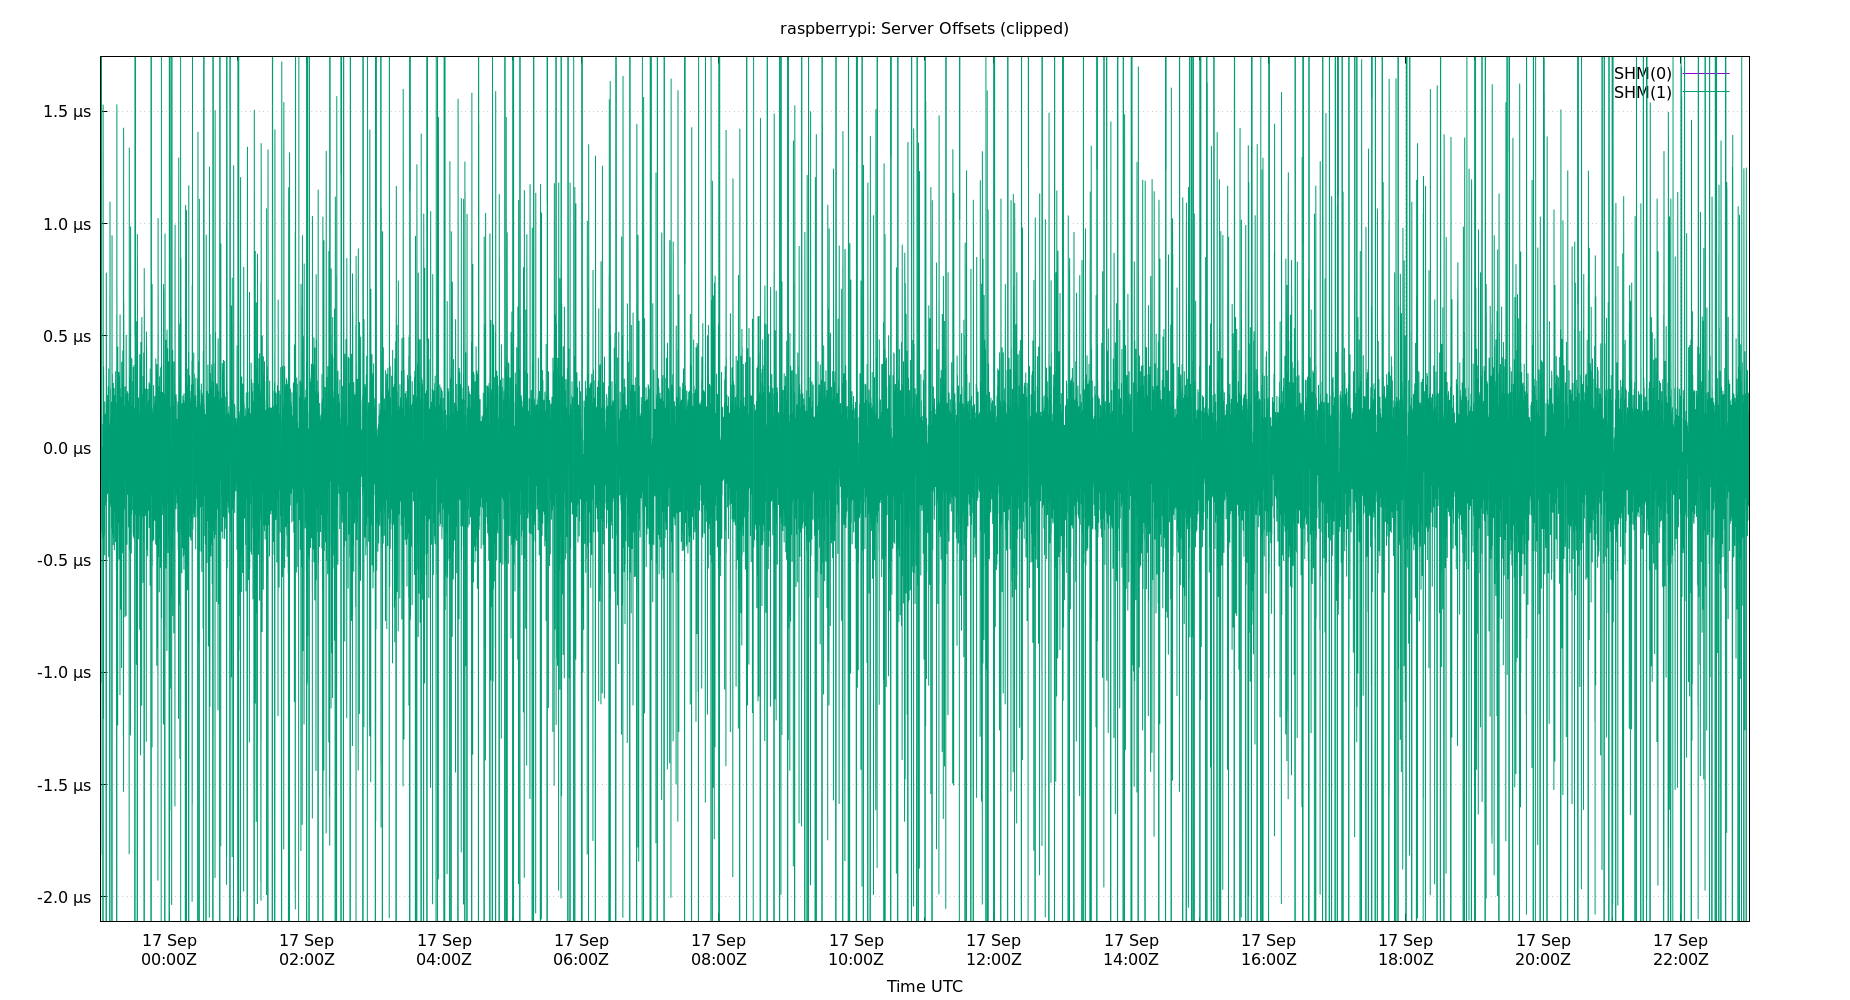 raspberrypi: Server Offsets (clipped)
SHM(0)
SHM(1)
1.5 µs
1.0 µs
0.5 µs
0.0 µs
-0.5 µs
-1.0 µs
-1.5 µs
-2.0 µs
17 Sep 17 Sep 17 Sep 17 Sep 17 Sep 17 Sep 17 Sep 17 Sep 17 Sep 17 Sep 17 Sep 17 Sep
00:00Z 02:00Z 04:00Z 06:00Z 08:00Z 10:00Z 12:00Z 14:00Z 16:00Z 18:00Z 20:00Z 22:00Z
Time UTC